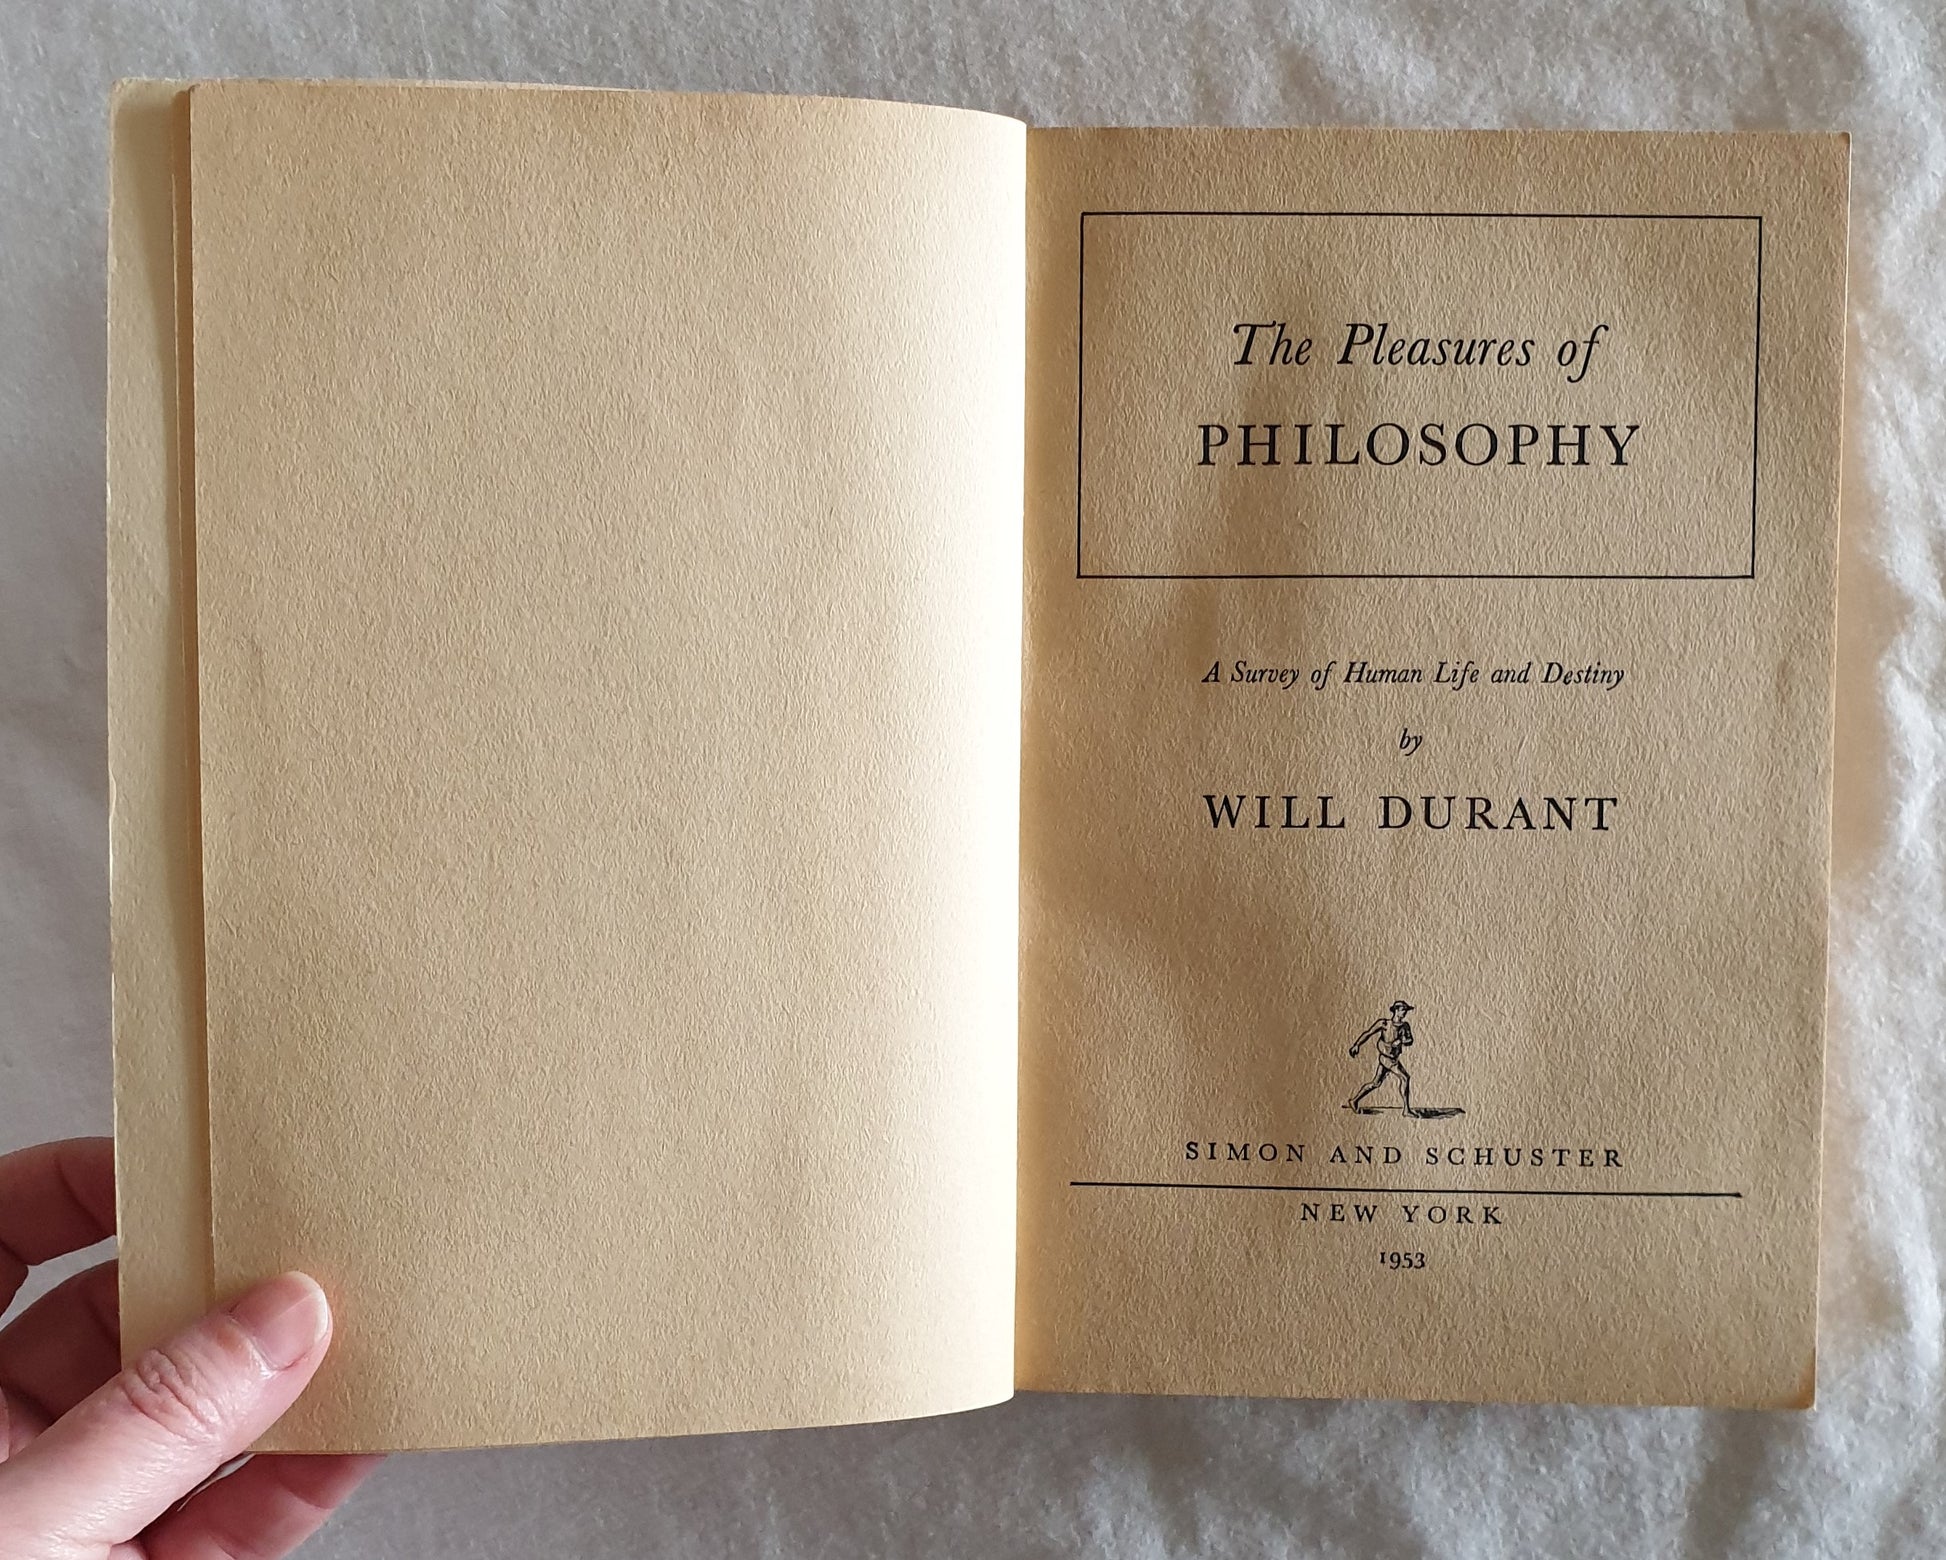 The Pleasures of
PHILOSOPHY
A Survey of Human Life and Destiny
by
WILL DURANT
SIMON AND SCHUSTER
NEW YORK
1953